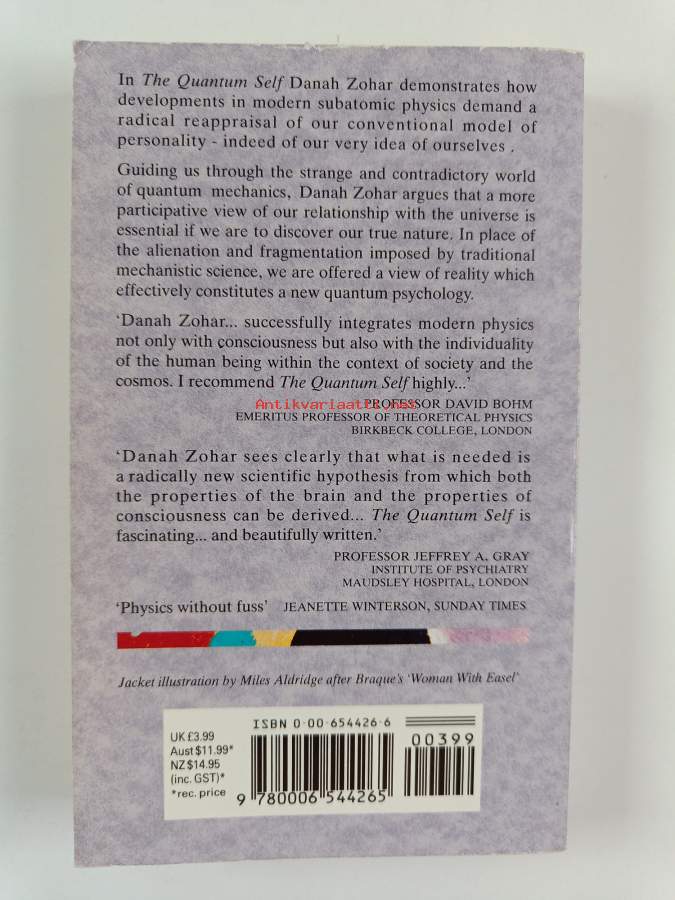 In The Quantum Self Danah Zohar demonstrates how
developments in modern subatomic physics demand a
radical reappraisal of our conventional model of
personality - indeed of our very idea of ourselves .
Guiding us through the strange and contradictory world
of quantum mechanics, Danah Zohar argues that a more
participative view of our relationship with the universe is
essential if we are to discover our true nature. In place of
the alienation and fragmentation imposed by traditional
mechanistic science, we are offered a view of reality which
effectively constitutes a new quantum psychology.
‘Danah Zohar... successfully integrates modern physics
not only with consciousness but also with the individuality
of the human being within the context of society and the
cosmos. I recommend The Quantum Self highly...’
Antikvariaatti.net
PROFESSOR DAVID BOHM
EMERITUS PROFESSOR OF THEORETICAL PHYSICS
BIRKBECK COLLEGE, LONDON
‘Danah Zohar sees clearly that what is needed is
a radically new scientific hypothesis from which both
the properties of the brain and the properties of
consciousness can be derived... The Quantum Self is
fascinating... and beautifully written.’
PROFESSOR JEFFREY A. GRAY
INSTITUTE OF PSYCHIATRY
MAUDSLEY HOSPITAL, LONDON
‘Physics without fuss’ JEANETTE WINTERSON, SUNDAY TIMES
Jacket illustration by Miles Aldridge after Braque's ‘Woman With Easel’
ISBN 0-00-654426-6
UK £3.99
Aust $11.99*
NZ $14.95
(inc. GST)*
*rec. price
00399
9 780006 544265